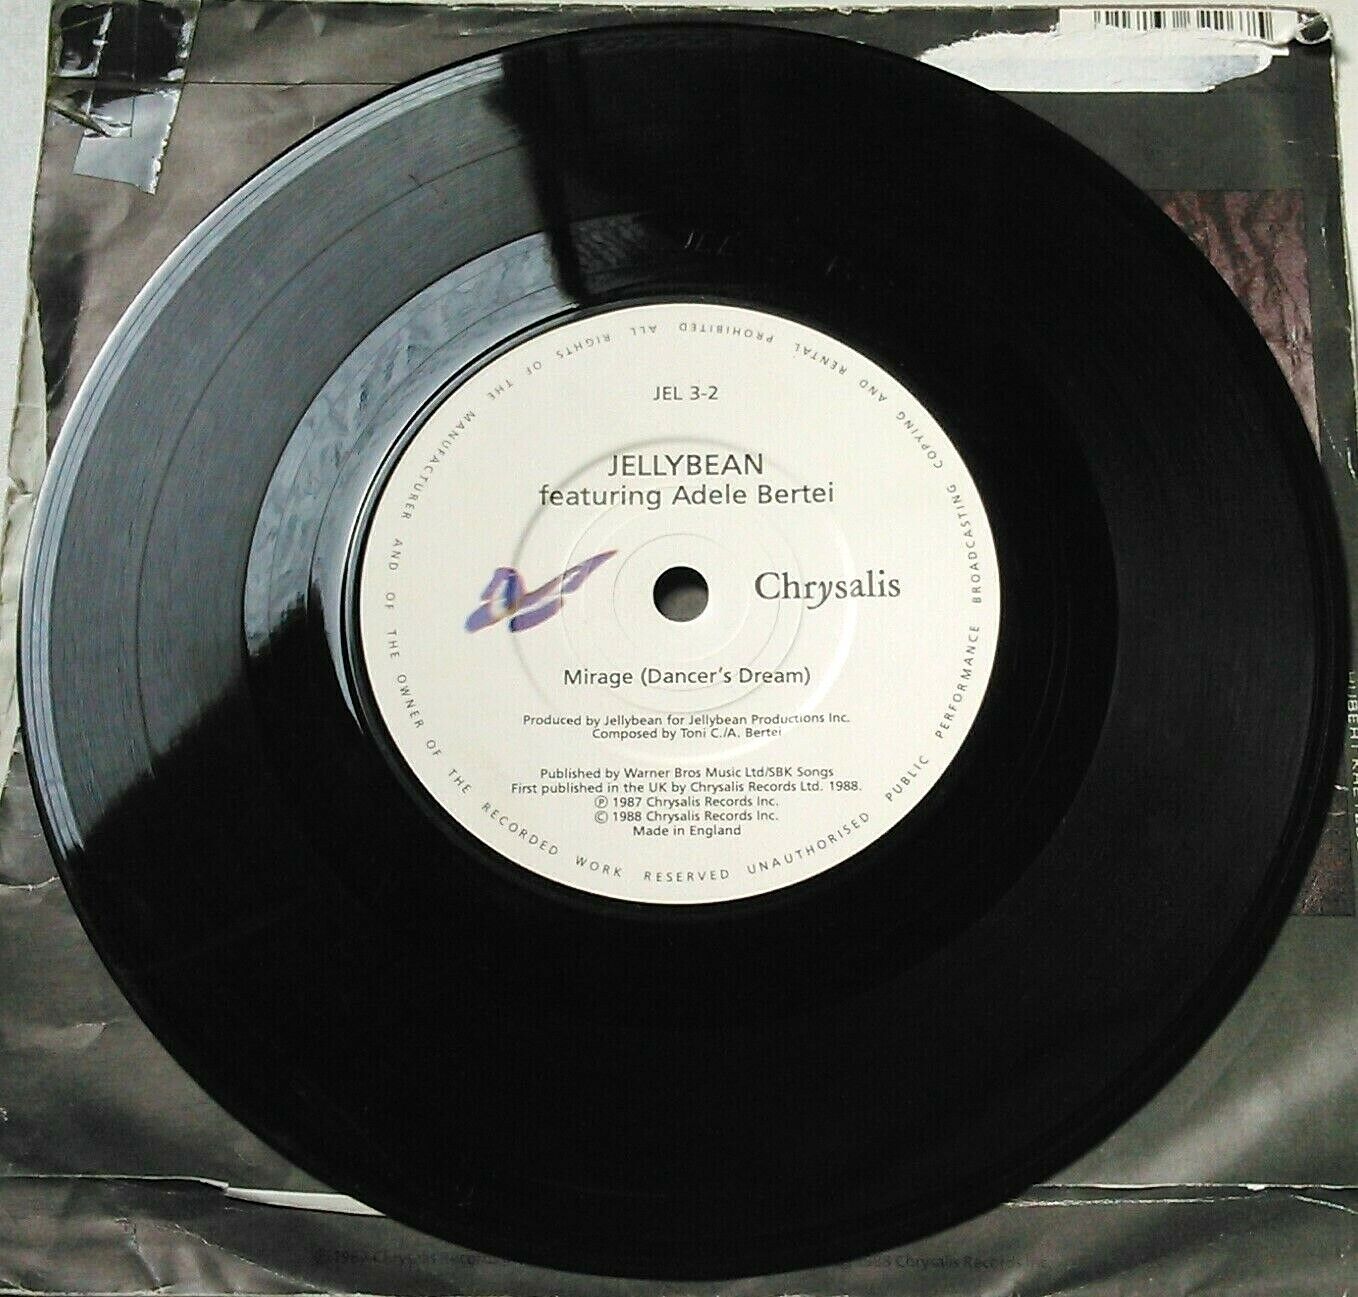 JEL 3-2
JELLYBEAN
featuring Adele Bertei
Chrysalis
Mirage (Dancer's Dream)
Produced by Jellybean for Jellybean Productions Inc.
Composed by Toni C./A. Bertei
Published by Warner Bros Music Ltd/SBK Songs
First published in the UK by Chrysalis Records Ltd. 1988.
℗ 1987 Chrysalis Records Inc.
© 1988 Chrysalis Records Inc.
Made in England
ALL RIGHTS OF THE MANUFACTURER AND OF THE OWNER OF THE RECORDED WORK RESERVED UNAUTHORISED PUBLIC PERFORMANCE BROADCASTING COPYING AND RENTAL PROHIBITED
Chrysalis Records Inc.